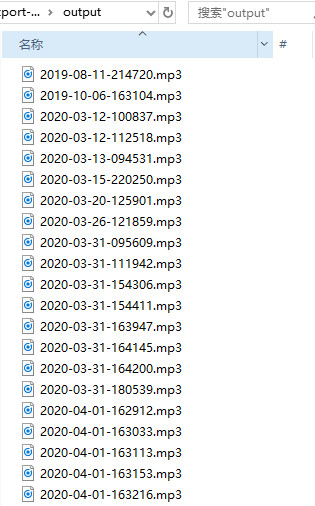 port-... > output
搜索"output"
名称 #
2019-08-11-214720.mp3
2019-10-06-163104.mp3
2020-03-12-100837.mp3
2020-03-12-112518.mp3
2020-03-13-094531.mp3
2020-03-15-220250.mp3
2020-03-20-125901.mp3
2020-03-26-121859.mp3
2020-03-31-095609.mp3
2020-03-31-111942.mp3
2020-03-31-154306.mp3
2020-03-31-154411.mp3
2020-03-31-163947.mp3
2020-03-31-164145.mp3
2020-03-31-164200.mp3
2020-03-31-180539.mp3
2020-04-01-162912.mp3
2020-04-01-163033.mp3
2020-04-01-163113.mp3
2020-04-01-163153.mp3
2020-04-01-163216.mp3